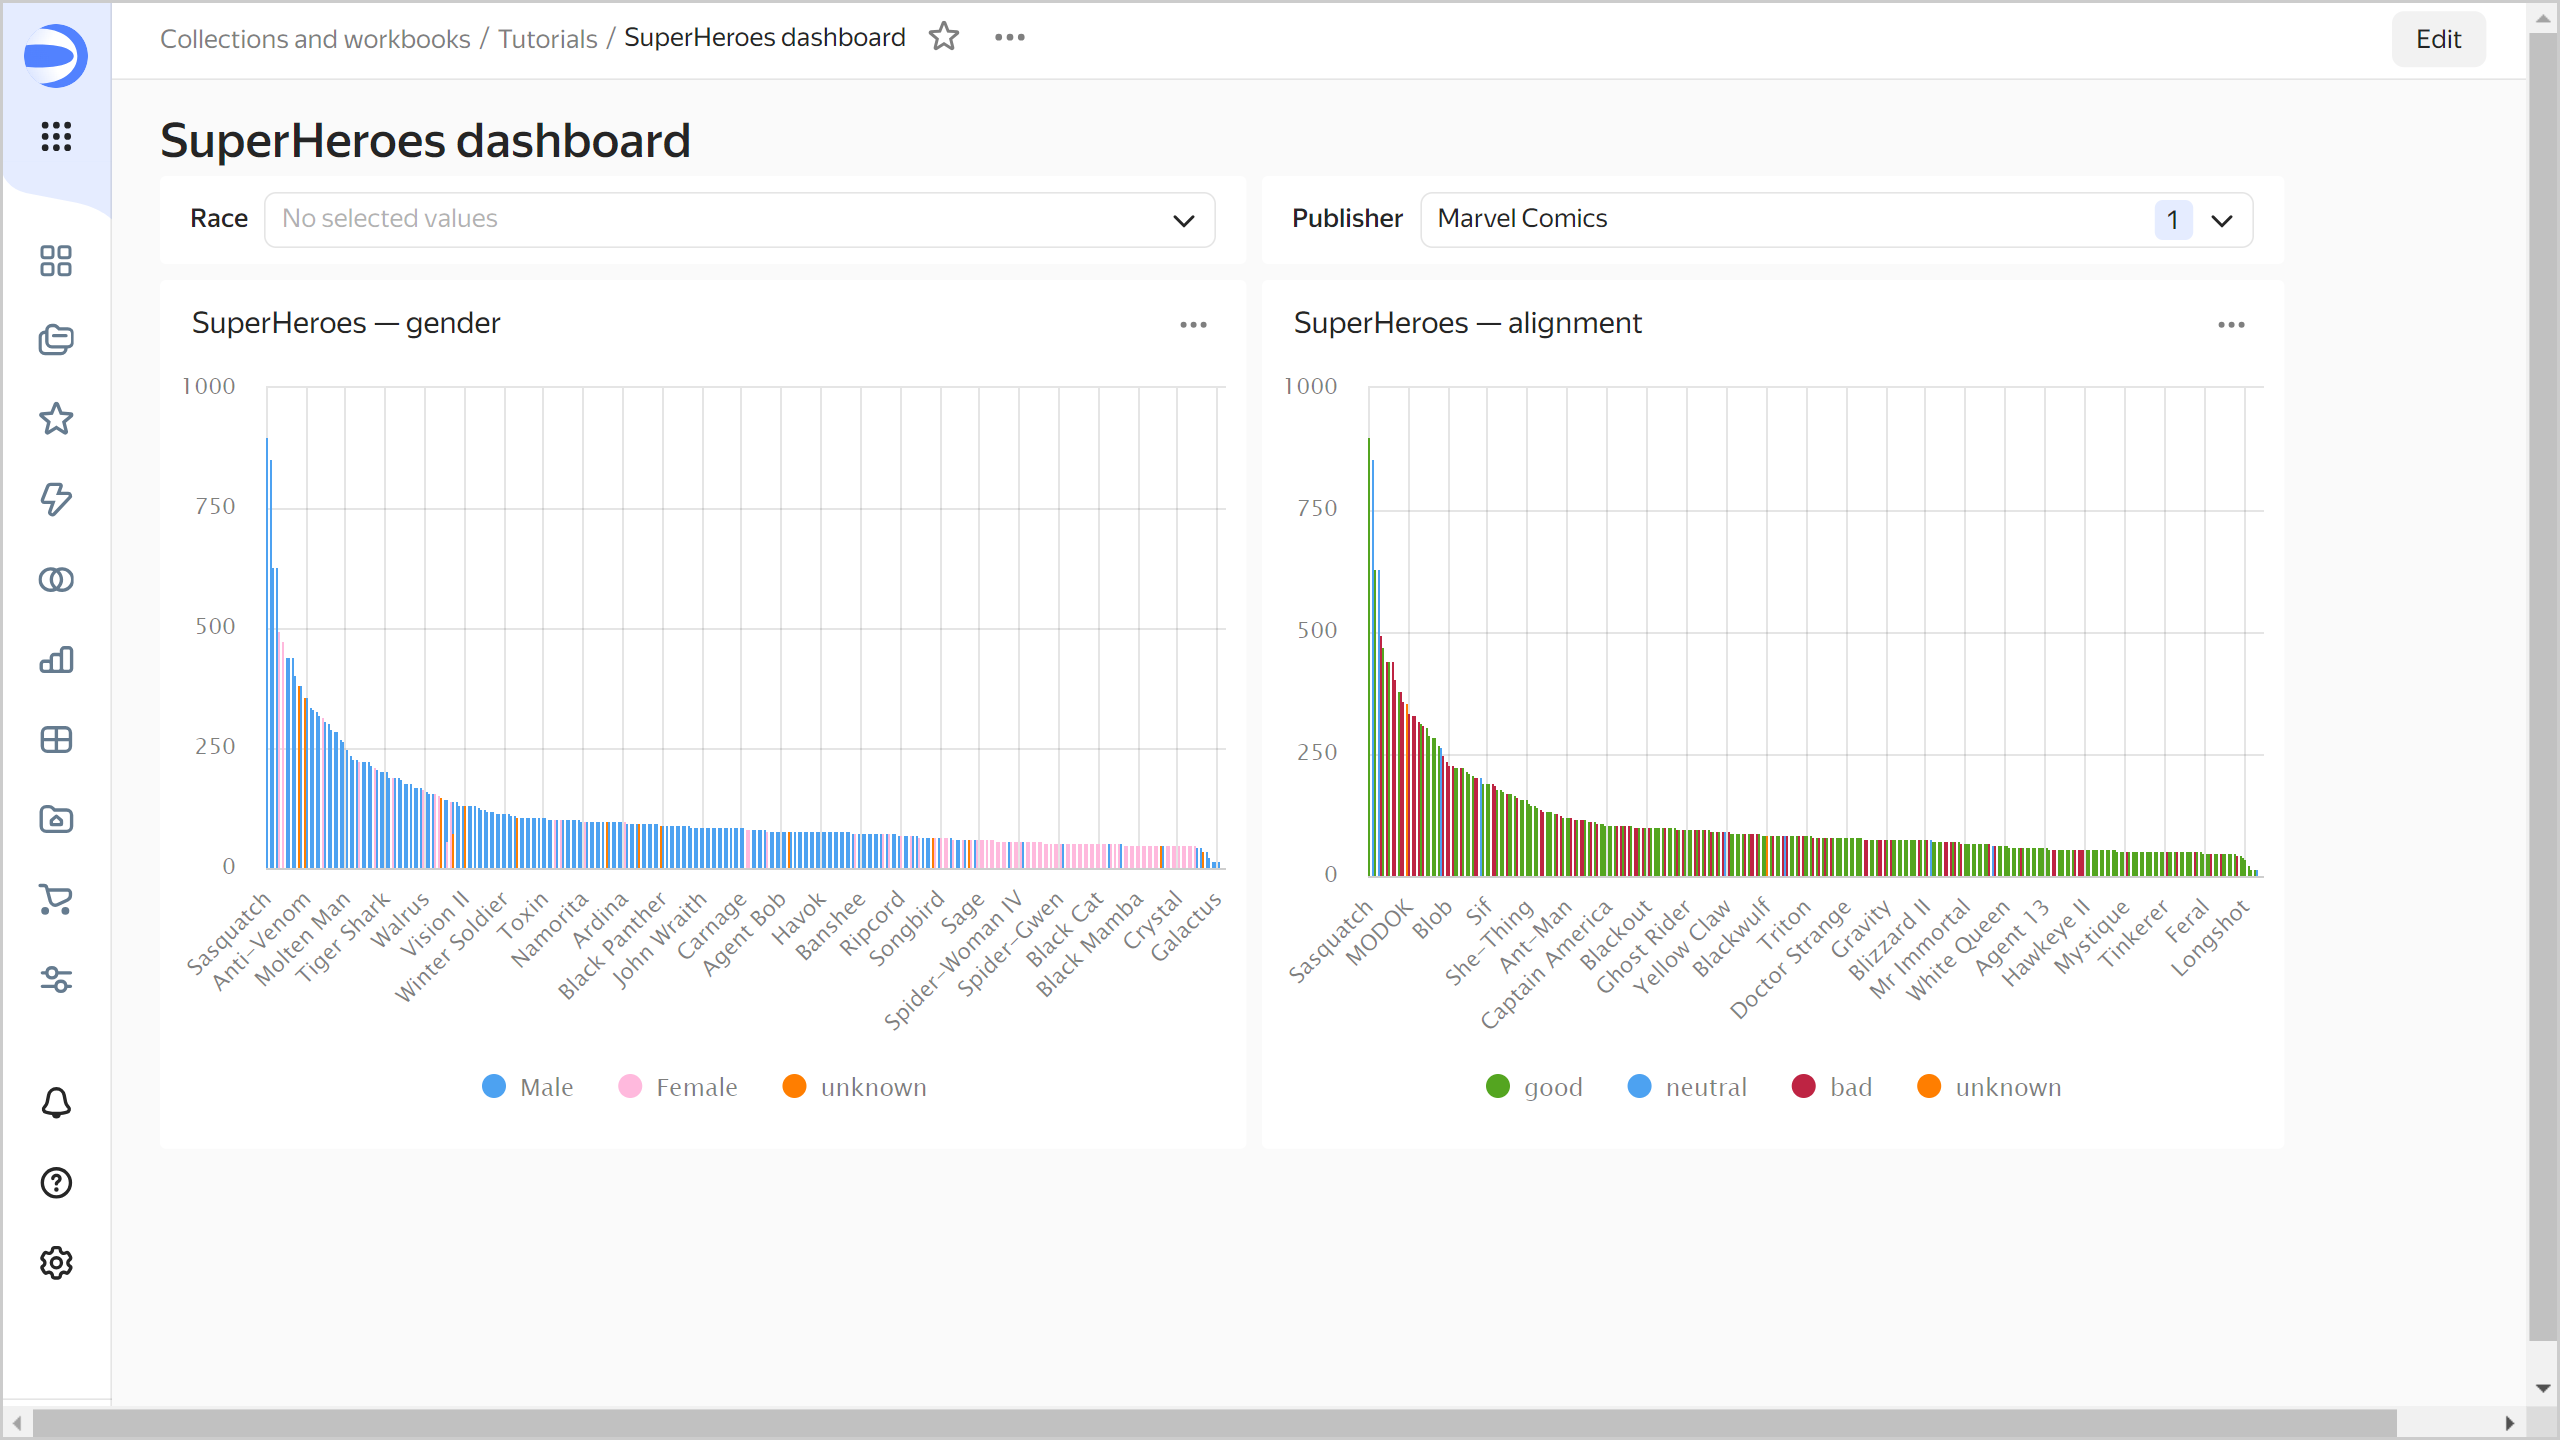 Collections and workbooks / Tutorials / SuperHeroes dashboard
Edit
SuperHeroes dashboard
Race No selected values
Publisher Marvel Comics 1
SuperHeroes — gender
1000
750
500
250
0
Sasquatch
Anti-Venom
Molten Man
Tiger Shark
Walrus
Vision II
Winter Soldier
Toxin
Namorita
Ardina
Black Panther
John Wraith
Carnage
Agent Bob
Havok
Banshee
Ripcord
Songbird
Sage
Spider-Woman IV
Spider-Gwen
Black Cat
Black Mamba
Crystal
Galactus
Male Female unknown
SuperHeroes — alignment
1000
750
500
250
0
Sasquatch
MODOK
Blob
Sif
She-Thing
Ant-Man
Captain America
Blackout
Ghost Rider
Yellow Claw
Blackwulf
Triton
Doctor Strange
Gravity
Blizzard II
Mr Immortal
White Queen
Agent 13
Hawkeye II
Mystique
Tinkerer
Feral
Longshot
good neutral bad unknown